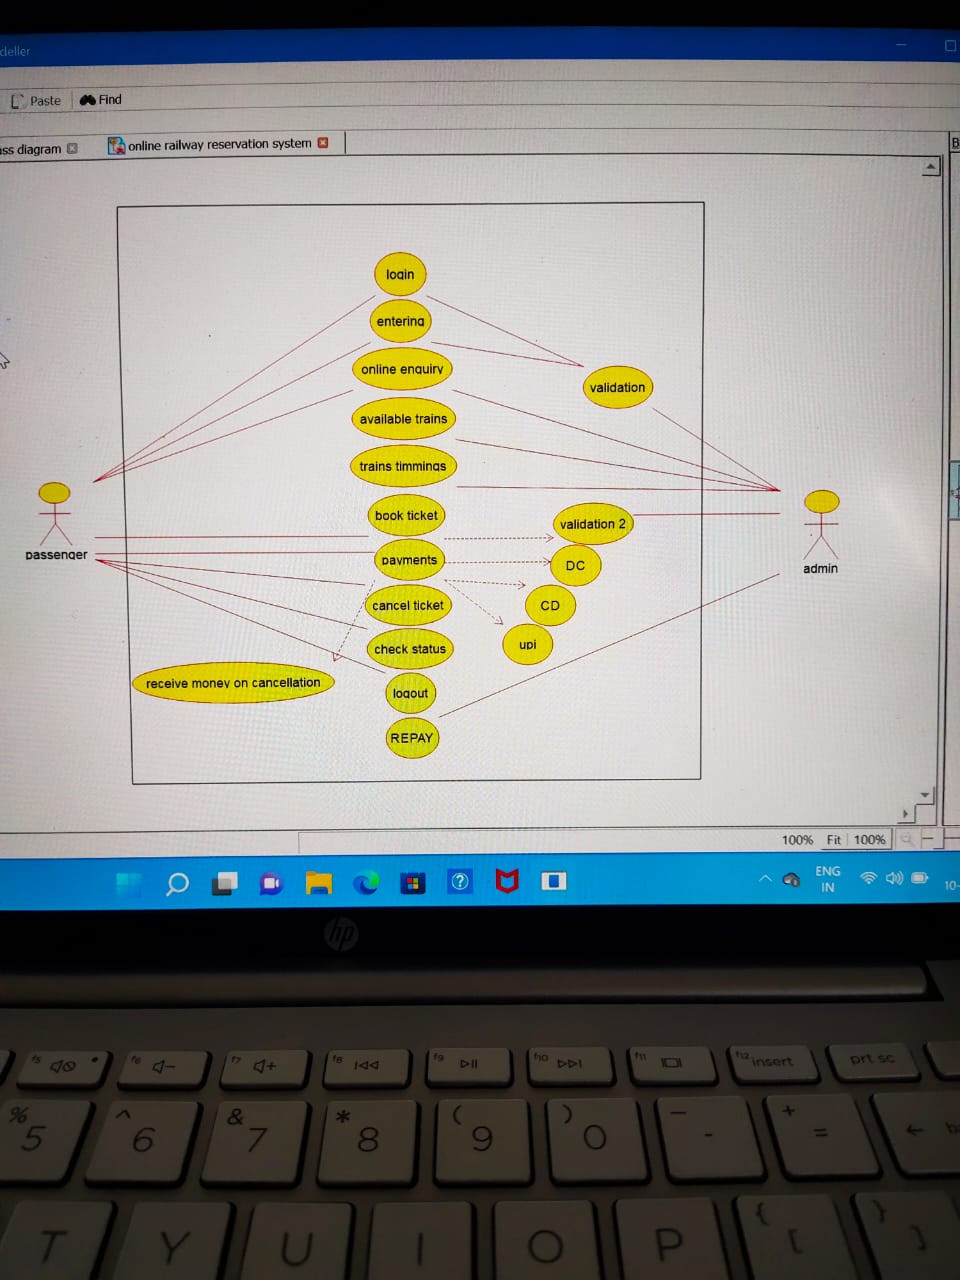 deller
Paste
Find
ass diagram
online railway reservation system
B
login
entering
online enquiry
available trains
trains timmings
book ticket
payments
cancel ticket
check status
logout
REPAY
validation
validation 2
DC
CD
upi
receive money on cancellation
passenger
admin
100% Fit 100%
ENG
IN
10-
hp
f5
f6
f7
f8
f9
f10
f11
f12 insert
prt sc
% 5
^ 6
& 7
* 8
( 9
) 0
- -
+ =
T
Y
U
I
O
P
{ [
} ]